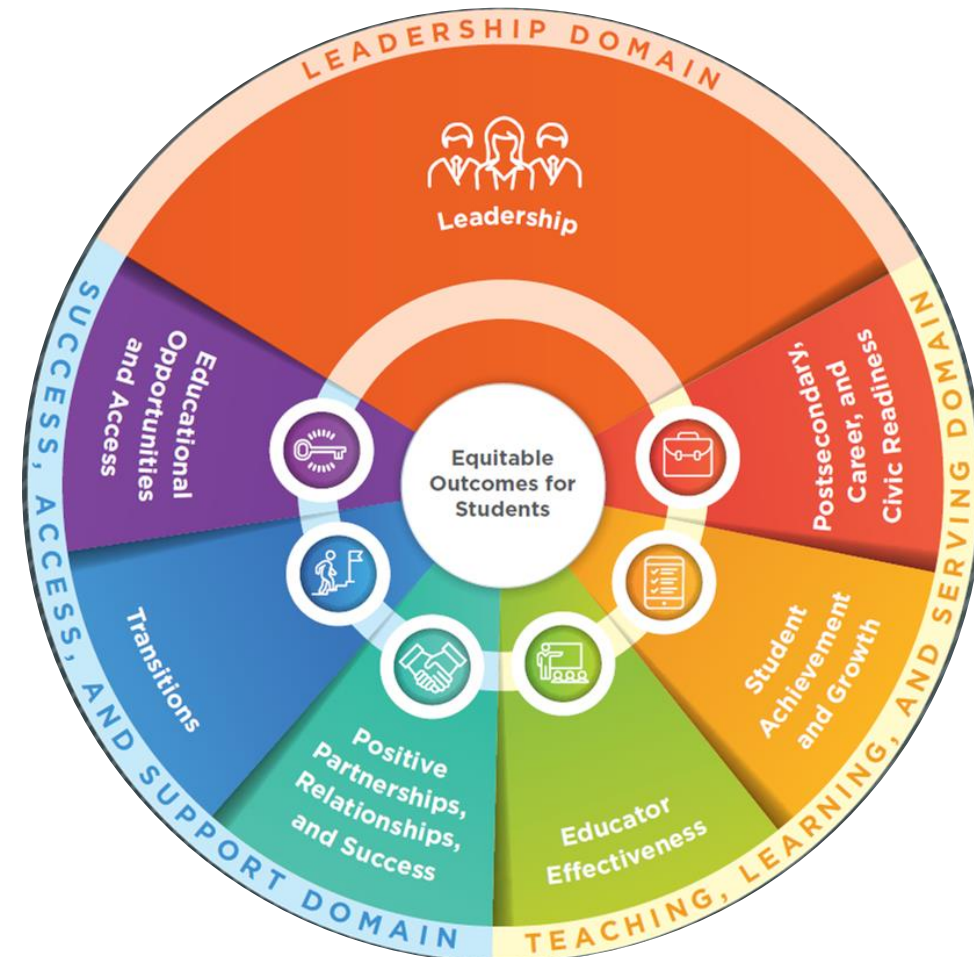 LEADERSHIP DOMAIN
Leadership
SUCCESS, ACCESS, AND SUPPORT DOMAIN
TEACHING, LEARNING, AND SERVING DOMAIN
Educational
Opportunities
and Access
Postsecondary,
Career, and
Civic Readiness
Equitable
Outcomes for
Students
Transitions
Student
Achievement
and Growth
Positive
Partnerships,
Relationships,
and Success
Educator
Effectiveness